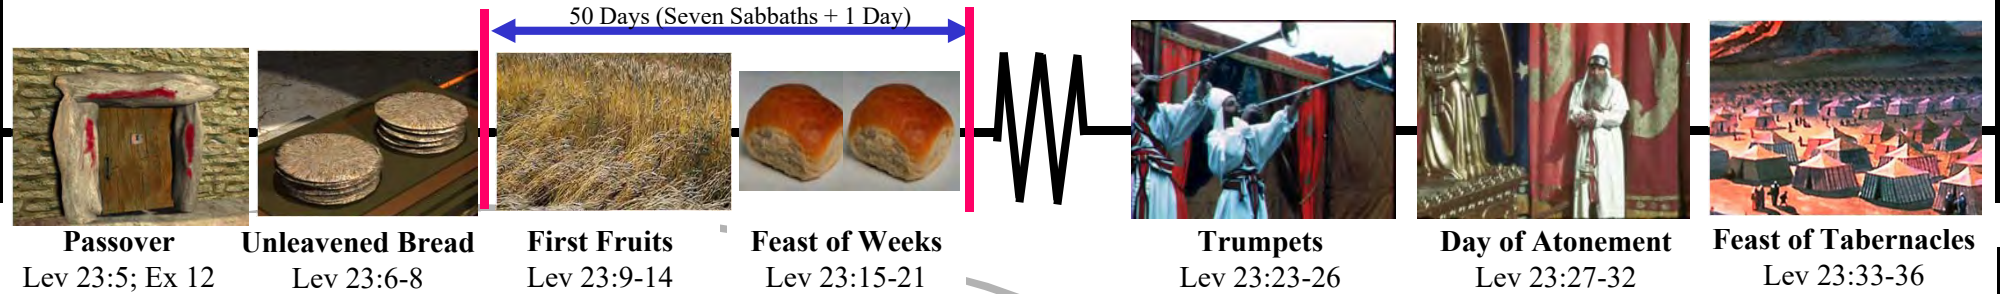 50 Days (Seven Sabbaths + 1 Day)
Passover
Lev 23:5; Ex 12
Unleavened Bread
Lev 23:6-8
First Fruits
Lev 23:9-14
Feast of Weeks
Lev 23:15-21
Trumpets
Lev 23:23-26
Day of Atonement
Lev 23:27-32
Feast of Tabernacles
Lev 23:33-36